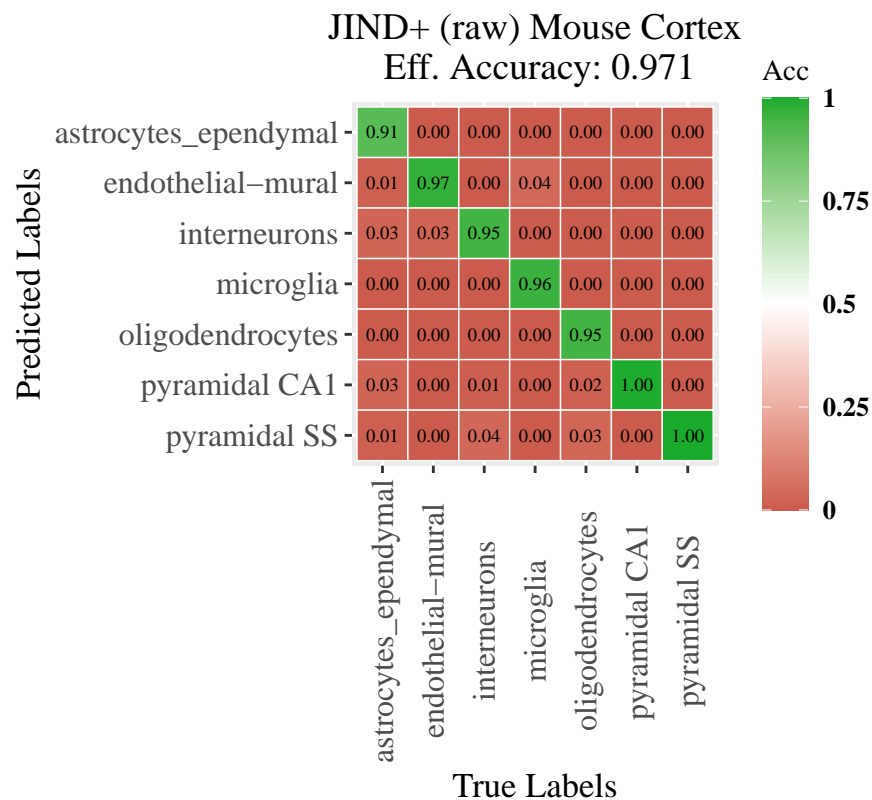 JIND+ (raw) Mouse Cortex
Eff. Accuracy: 0.971
Acc
1
0.75
0.5
0.25
0
Predicted Labels
astrocytes_ependymal 0.91 0.00 0.00 0.00 0.00 0.00 0.00
endothelial−mural 0.01 0.97 0.00 0.04 0.00 0.00 0.00
interneurons 0.03 0.03 0.95 0.00 0.00 0.00 0.00
microglia 0.00 0.00 0.00 0.96 0.00 0.00 0.00
oligodendrocytes 0.00 0.00 0.00 0.00 0.95 0.00 0.00
pyramidal CA1 0.03 0.00 0.01 0.00 0.02 1.00 0.00
pyramidal SS 0.01 0.00 0.04 0.00 0.03 0.00 1.00
astrocytes_ependymal
endothelial−mural
interneurons
microglia
oligodendrocytes
pyramidal CA1
pyramidal SS
True Labels